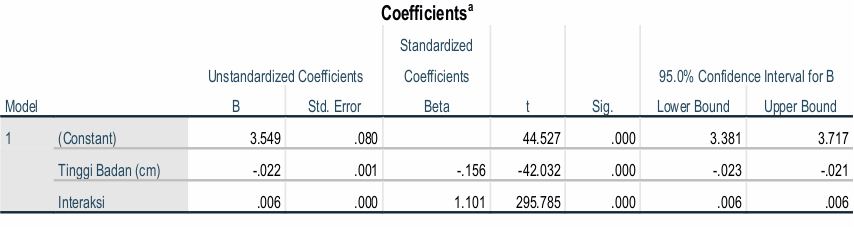 Coefficientsᵃ
Standardized
Unstandardized Coefficients Coefficients 95.0% Confidence Interval for B
Model B Std. Error Beta t Sig. Lower Bound Upper Bound
1 (Constant) 3.549 .080 44.527 .000 3.381 3.717
Tinggi Badan (cm) -.022 .001 -.156 -42.032 .000 -.023 -.021
Interaksi .006 .000 1.101 295.785 .000 .006 .006